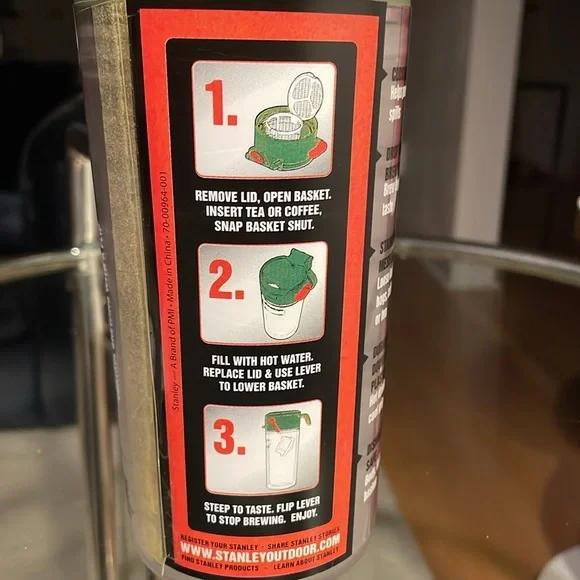 1.
REMOVE LID, OPEN BASKET.
INSERT TEA OR COFFEE,
SNAP BASKET SHUT.
2.
FILL WITH HOT WATER.
REPLACE LID & USE LEVER
TO LOWER BASKET.
3.
STEEP TO TASTE. FLIP LEVER
TO STOP BREWING. ENJOY.
REGISTER YOUR STANLEY · SHARE STANLEY STORIES
WWW.STANLEYOUTDOOR.COM
FIND STANLEY PRODUCTS · LEARN ABOUT STANLEY
Stanley — A Brand of PMI · Made in China · 70-00964-001